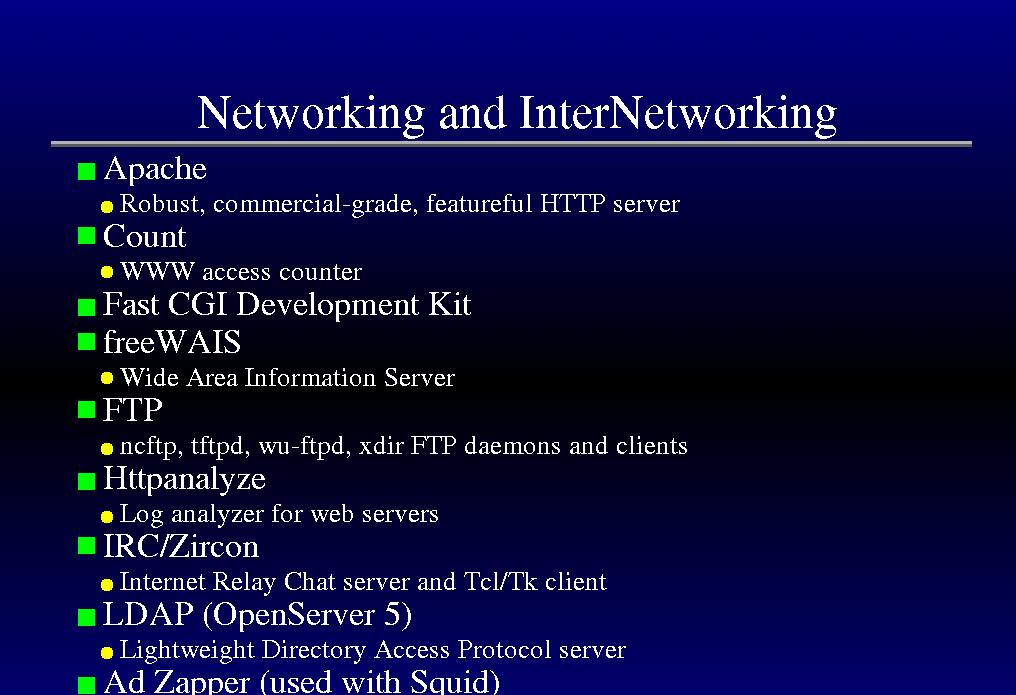 Networking and InterNetworking
Apache
Robust, commercial-grade, featureful HTTP server
Count
WWW access counter
Fast CGI Development Kit
freeWAIS
Wide Area Information Server
FTP
ncftp, tftpd, wu-ftpd, xdir FTP daemons and clients
Httpanalyze
Log analyzer for web servers
IRC/Zircon
Internet Relay Chat server and Tcl/Tk client
LDAP (OpenServer 5)
Lightweight Directory Access Protocol server
Ad Zapper (used with Squid)